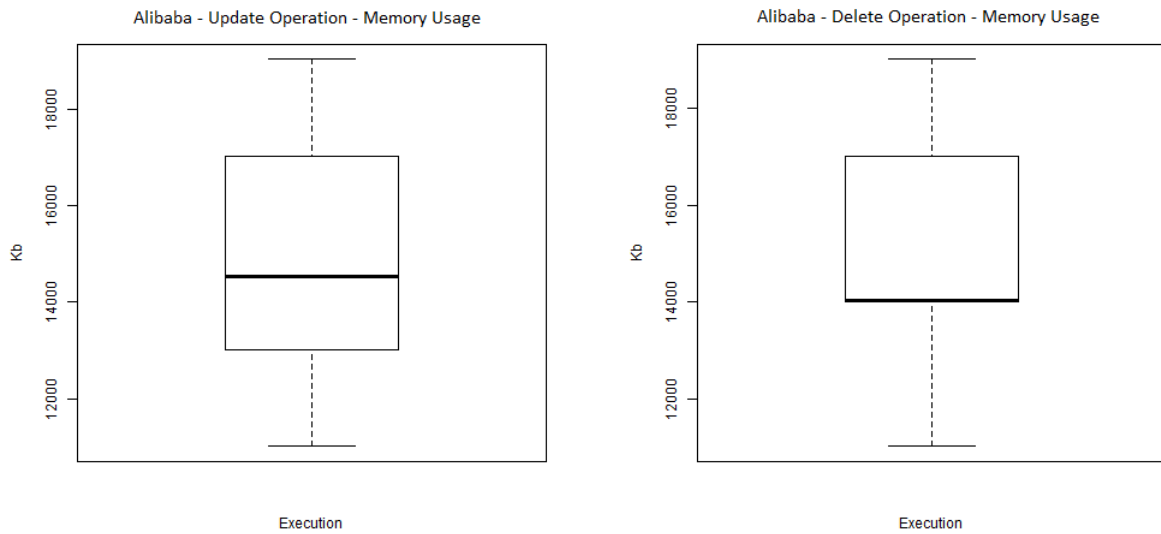 Alibaba - Update Operation - Memory Usage
18000
16000
14000
12000
Kb
Execution
Alibaba - Delete Operation - Memory Usage
18000
16000
14000
12000
Kb
Execution